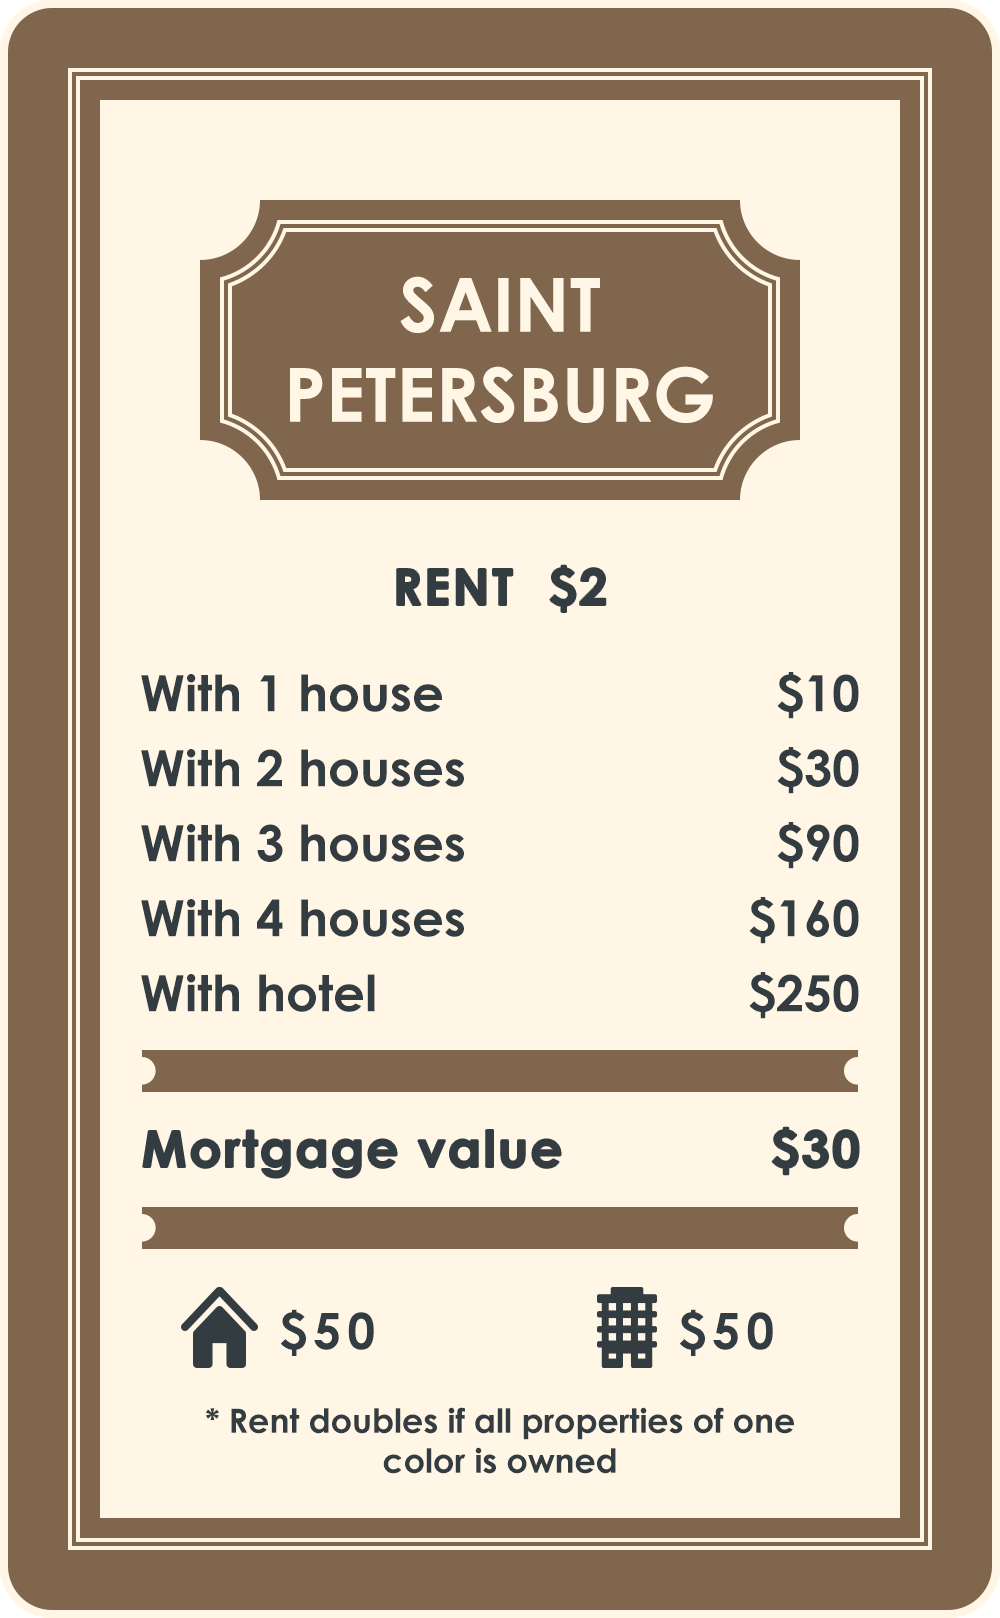 SAINT
PETERSBURG
RENT $2
With 1 house $10
With 2 houses $30
With 3 houses $90
With 4 houses $160
With hotel $250
Mortgage value $30
$50 $50
* Rent doubles if all properties of one
color is owned